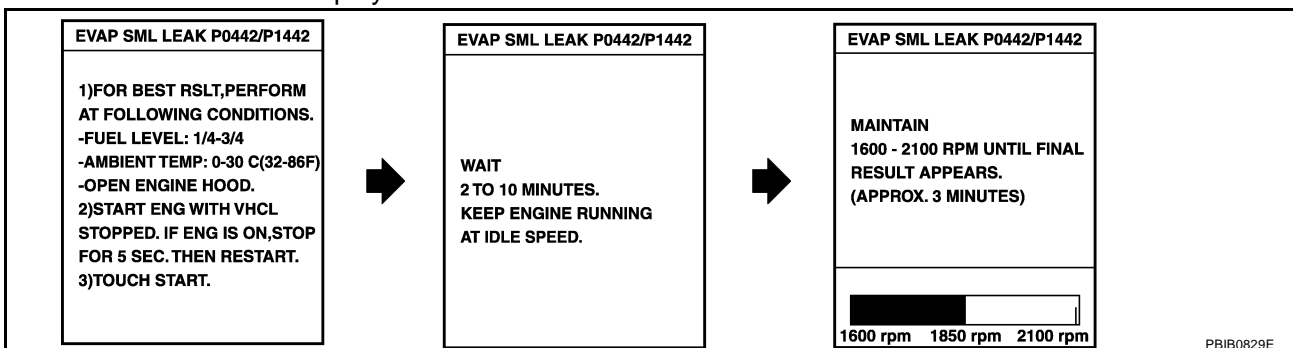 EVAP SML LEAK P0442/P1442
1)FOR BEST RSLT,PERFORM
AT FOLLOWING CONDITIONS.
-FUEL LEVEL: 1/4-3/4
-AMBIENT TEMP: 0-30 C(32-86F)
-OPEN ENGINE HOOD.
2)START ENG WITH VHCL
STOPPED. IF ENG IS ON,STOP
FOR 5 SEC. THEN RESTART.
3)TOUCH START.
EVAP SML LEAK P0442/P1442
WAIT
2 TO 10 MINUTES.
KEEP ENGINE RUNNING
AT IDLE SPEED.
EVAP SML LEAK P0442/P1442
MAINTAIN
1600 - 2100 RPM UNTIL FINAL
RESULT APPEARS.
(APPROX. 3 MINUTES)
1600 rpm 1850 rpm 2100 rpm
PBIB0829E